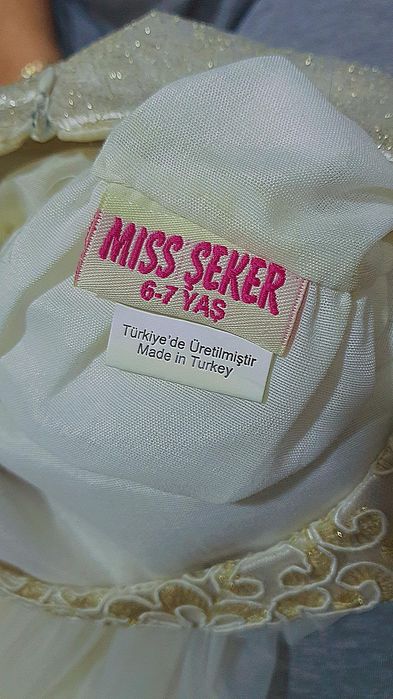 MISS ŞEKER
6-7 YAŞ
Türkiye'de Üretilmiştir
Made in Turkey